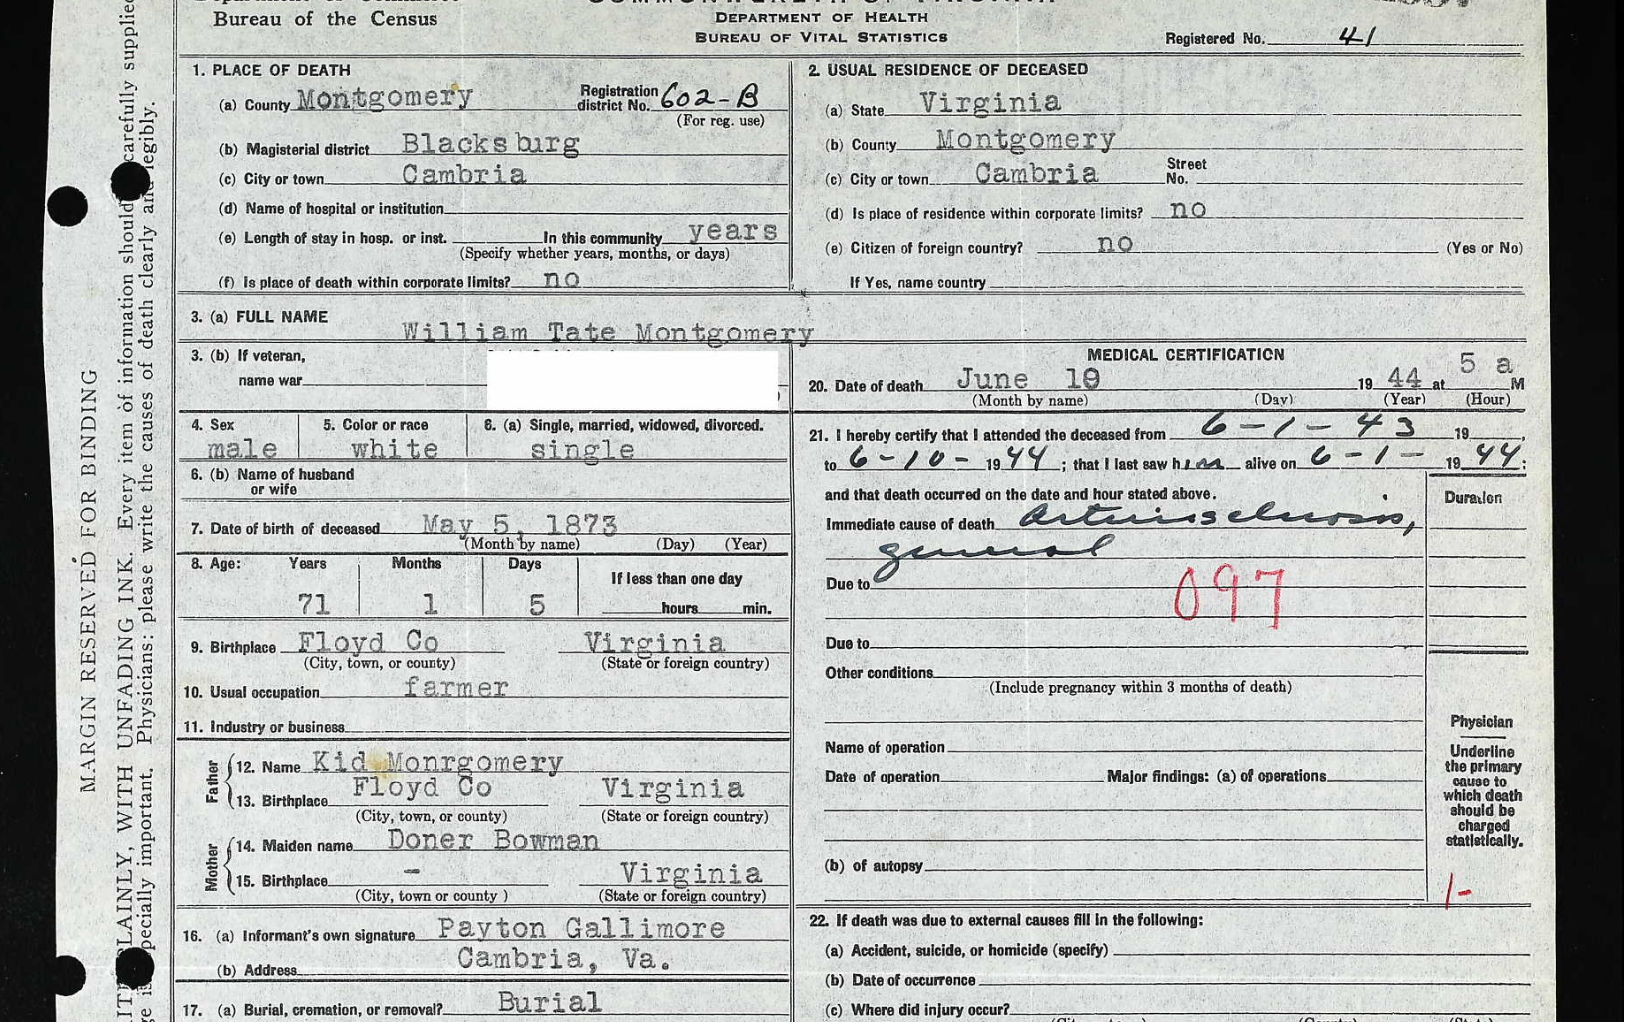 Bureau of the Census
DEPARTMENT OF HEALTH
BUREAU OF VITAL STATISTICS
Registered No. 41
MARGIN RESERVED FOR BINDING
PLAINLY, WITH UNFADING INK. Every item of information should carefully supplied
specially important. Physicians: please write the causes of death clearly and legibly.
1. PLACE OF DEATH
(a) County Montgomery Registration district No. 602-B
(For reg. use)
(b) Magisterial district Blacksburg
(c) City or town Cambria
(d) Name of hospital or institution
(e) Length of stay in hosp. or inst. In this community years
(Specify whether years, months, or days)
(f) Is place of death within corporate limits? no
2. USUAL RESIDENCE OF DECEASED
(a) State Virginia
(b) County Montgomery
(c) City or town Cambria Street No.
(d) Is place of residence within corporate limits? no
(e) Citizen of foreign country? no (Yes or No)
If Yes, name country
3. (a) FULL NAME
William Tate Montgomery
3. (b) If veteran,
name war
4. Sex 5. Color or race 6. (a) Single, married, widowed, divorced.
male white single
6. (b) Name of husband
or wife
7. Date of birth of deceased May 5, 1873
(Month by name) (Day) (Year)
8. Age: Years Months Days If less than one day
71 1 5 hours min.
9. Birthplace Floyd Co Virginia
(City, town, or county) (State or foreign country)
10. Usual occupation farmer
11. Industry or business
Father
12. Name Kid Monrgomery
13. Birthplace Floyd Co Virginia
(City, town, or county) (State or foreign country)
Mother
14. Maiden name Doner Bowman
15. Birthplace - Virginia
(City, town or county ) (State or foreign country)
16. (a) Informant's own signature Payton Gallimore
(b) Address Cambria, Va.
17. (a) Burial, cremation, or removal? Burial
MEDICAL CERTIFICATION
20. Date of death June 10 19 44 at 5 a M
(Month by name) (Day) (Year) (Hour)
21. I hereby certify that I attended the deceased from 6-1-43 19 ,
to 6-10- 19 44; that I last saw him alive on 6-1- 19 44:
and that death occurred on the date and hour stated above. Duration
Immediate cause of death Arteriosclerosis,
general
Due to
097
Due to
Other conditions
(Include pregnancy within 3 months of death)
Name of operation
Date of operation Major findings: (a) of operations
(b) of autopsy
Physician
Underline
the primary
cause to
which death
should be
charged
statistically.
1-
22. If death was due to external causes fill in the following:
(a) Accident, suicide, or homicide (specify)
(b) Date of occurrence
(c) Where did injury occur?